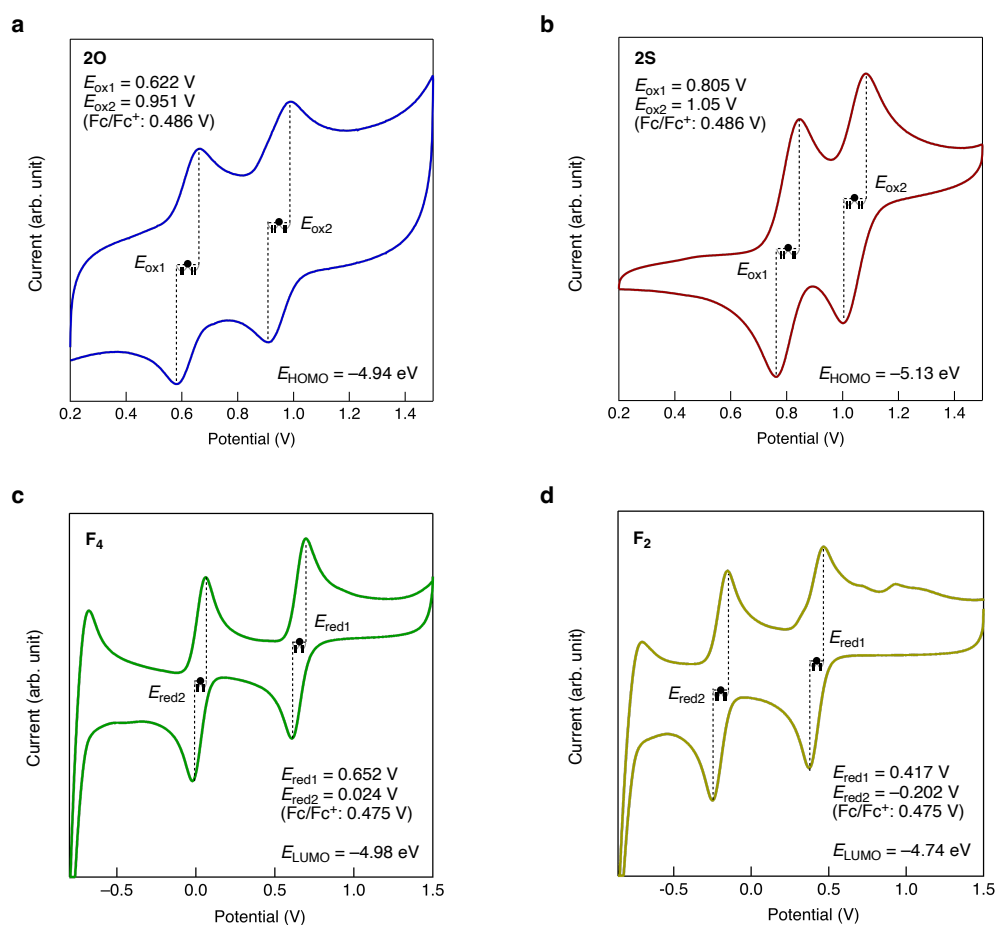 a
2O
Eox1 = 0.622 V
Eox2 = 0.951 V
(Fc/Fc+: 0.486 V)
Current (arb. unit)
Eox1
Eox2
EHOMO = –4.94 eV
0.2 0.6 0.8 1.0 1.2 1.4
Potential (V)
b
2S
Eox1 = 0.805 V
Eox2 = 1.05 V
(Fc/Fc+: 0.486 V)
Current (arb. unit)
Eox2
Eox1
EHOMO = –5.13 eV
0.2 0.6 0.8 1.0 1.2 1.4
Potential (V)
c
F4
Current (arb. unit)
Ered1
Ered2
Ered1 = 0.652 V
Ered2 = 0.024 V
(Fc/Fc+: 0.475 V)
ELUMO = –4.98 eV
–0.5 0.0 0.5 1.0 1.5
Potential (V)
d
F2
Current (arb. unit)
Ered1
Ered2
Ered1 = 0.417 V
Ered2 = –0.202 V
(Fc/Fc+: 0.475 V)
ELUMO = –4.74 eV
-0.5 0.0 0.5 1.0 1.5
Potential (V)